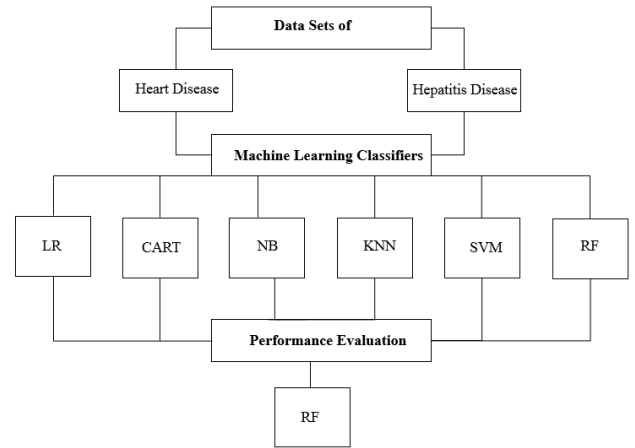 Data Sets of
Heart Disease
Hepatitis Disease
Machine Learning Classifiers
LR
CART
NB
KNN
SVM
RF
Performance Evaluation
RF